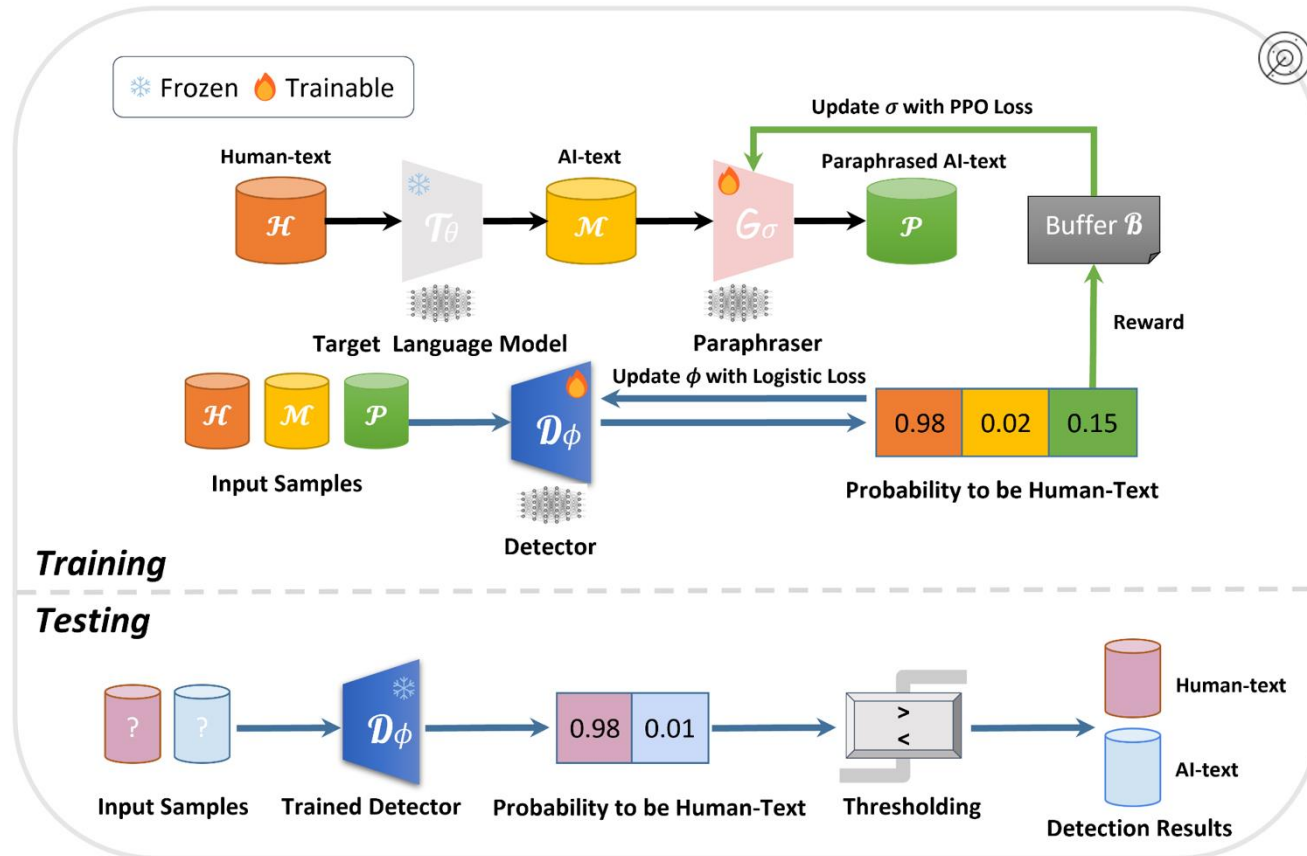 Frozen Trainable
Update σ with PPO Loss
Human-text
AI-text
Paraphrased AI-text
ℋ
𝒯θ
ℳ
𝒢σ
𝒫
Buffer ℬ
Target Language Model
Paraphraser
Reward
Update ϕ with Logistic Loss
ℋ
ℳ
𝒫
𝒟ϕ
0.98 0.02 0.15
Input Samples
Probability to be Human-Text
Detector
Training
Testing
Human-text
? ?
𝒟ϕ
0.98 0.01
>
<
AI-text
Input Samples
Trained Detector
Probability to be Human-Text
Thresholding
Detection Results